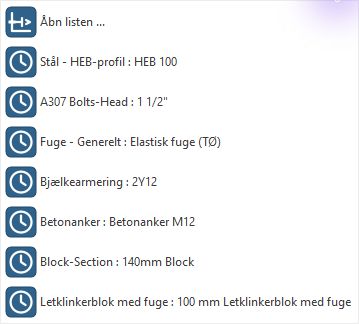 Åbn listen ...
Stål - HEB-profil : HEB 100
A307 Bolts-Head : 1 1/2"
Fuge - Generelt : Elastisk fuge (TØ)
Bjælkearmering : 2Y12
Betonanker : Betonanker M12
Block-Section : 140mm Block
Letklinkerblok med fuge : 100 mm Letklinkerblok med fuge